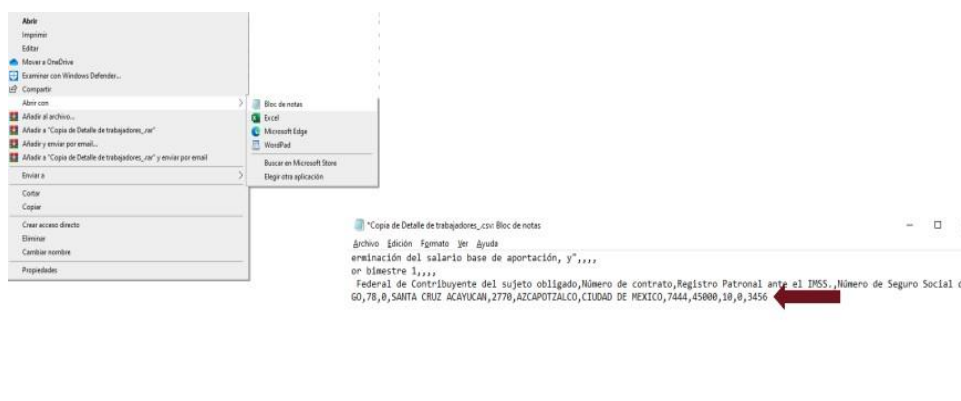 Abrir
Imprimir
Editar
Mover a OneDrive
Examinar con Windows Defender...
Compartir
Abrir con
Añadir al archivo...
Añadir a "Copia de Detalle de trabajadores_.rar"
Añadir y enviar por email...
Añadir a "Copia de Detalle de trabajadores_.rar" y enviar por email
Enviar a
Cortar
Copiar
Crear acceso directo
Eliminar
Cambiar nombre
Propiedades
Bloc de notas
Excel
Microsoft Edge
WordPad
Buscar en Microsoft Store
Elegir otra aplicación
*Copia de Detalle de trabajadores_.csv: Bloc de notas
Archivo Edición Formato Ver Ayuda
erminación del salario base de aportación, y",,,,
or bimestre 1,,,,
Federal de Contribuyente del sujeto obligado,Número de contrato,Registro Patronal ante el IMSS.,Número de Seguro Social d
GO,78,0,SANTA CRUZ ACAYUCAN,2770,AZCAPOTZALCO,CIUDAD DE MEXICO,7444,45000,10,0,3456